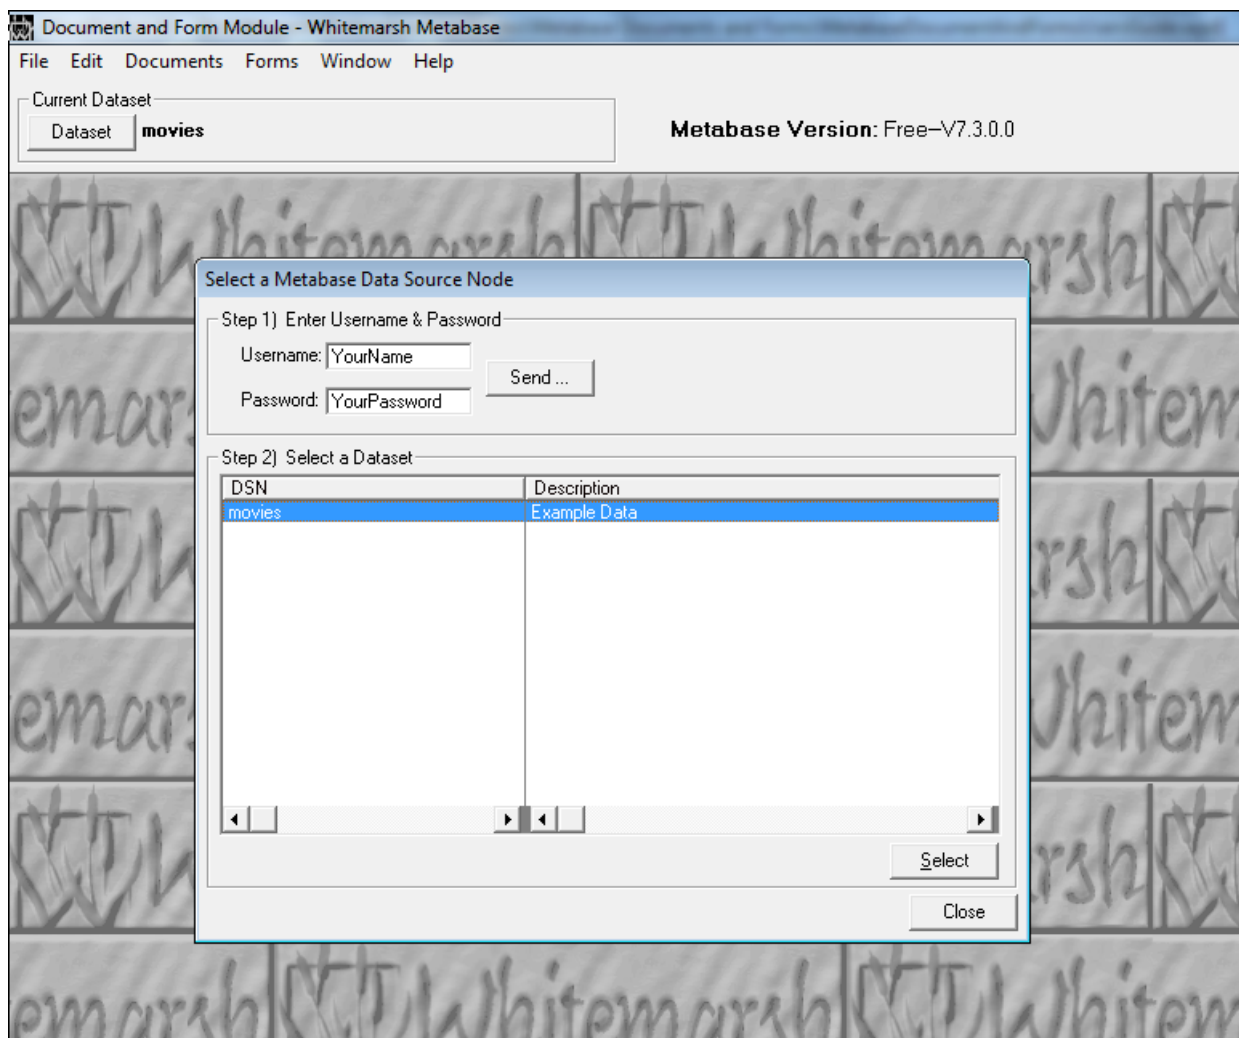 Document and Form Module - Whitemarsh Metabase
File Edit Documents Forms Window Help
Current Dataset
Dataset movies
Metabase Version: Free-V7.3.0.0
Whitemarsh
Select a Metabase Data Source Node
Step 1) Enter Username & Password
Username: YourName
Send ...
Password: YourPassword
Step 2) Select a Dataset
DSN Description
movies Example Data
Select
Close
Whitemarsh